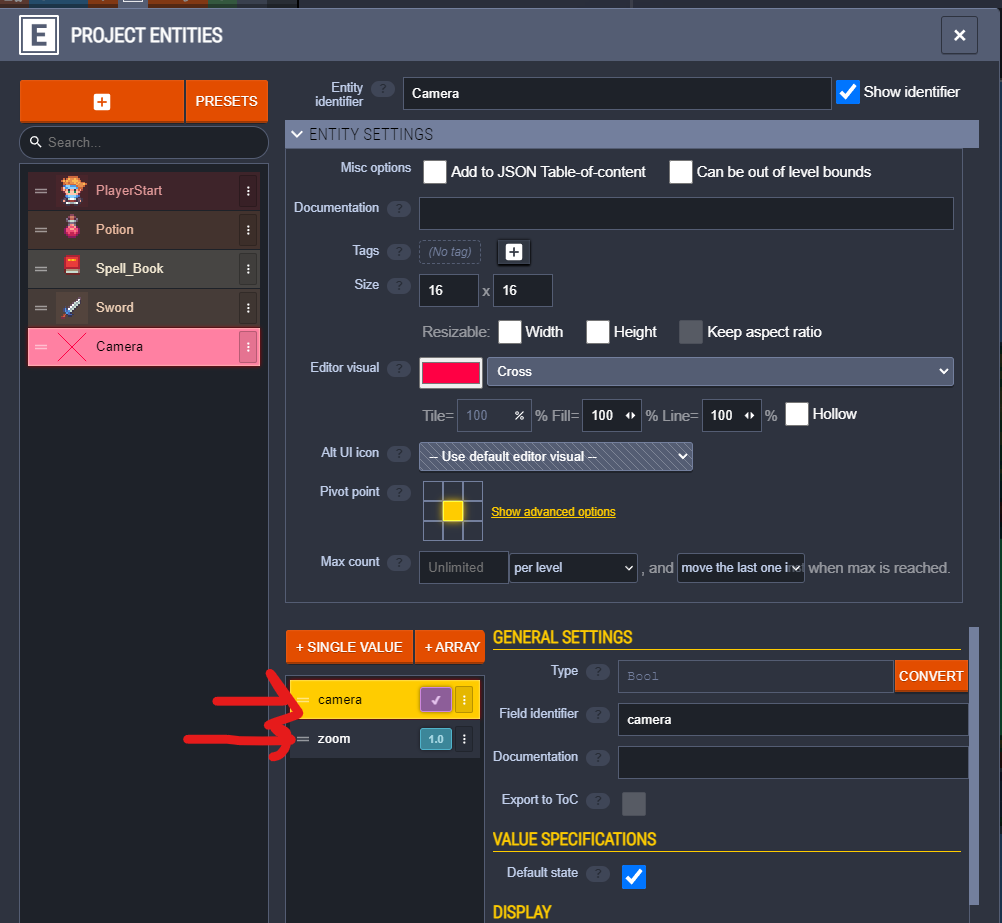 E PROJECT ENTITIES
PRESETS
Search...
PlayerStart
Potion
Spell_Book
Sword
Camera
Entity identifier ? Camera Show identifier
ENTITY SETTINGS
Misc options Add to JSON Table-of-content Can be out of level bounds
Documentation ?
Tags ? (No tag)
Size ? 16 x 16
Resizable: Width Height Keep aspect ratio
Editor visual ? Cross
Tile= 100 % % Fill= 100 % Line= 100 % Hollow
Alt UI icon ? -- Use default editor visual --
Pivot point ? Show advanced options
Max count ? Unlimited per level , and move the last one when max is reached.
+ SINGLE VALUE + ARRAY
camera
zoom 1.0
GENERAL SETTINGS
Type ? Bool CONVERT
Field identifier ? camera
Documentation ?
Export to ToC ?
VALUE SPECIFICATIONS
Default state ?
DISPLAY